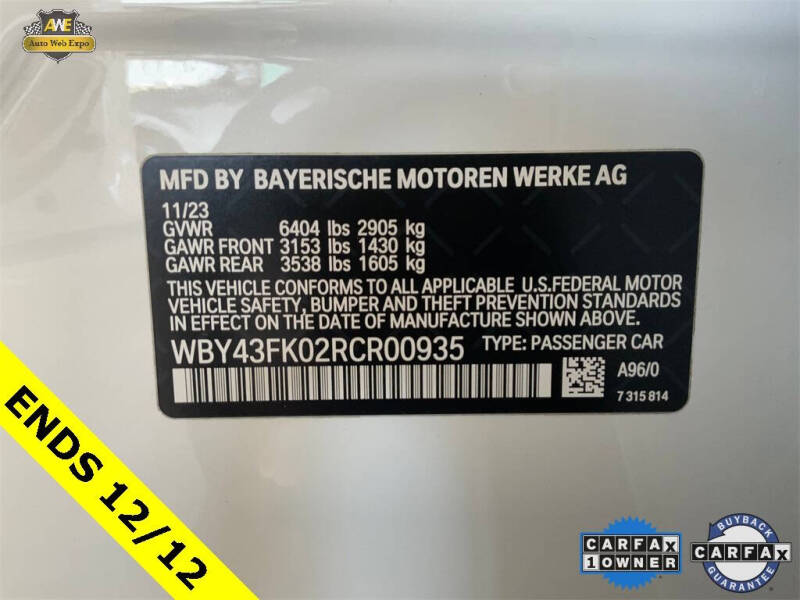 AWE
Auto Web Expo
MFD BY BAYERISCHE MOTOREN WERKE AG
11/23
GVWR 6404 lbs 2905 kg
GAWR FRONT 3153 lbs 1430 kg
GAWR REAR 3538 lbs 1605 kg
THIS VEHICLE CONFORMS TO ALL APPLICABLE U.S.FEDERAL MOTOR
VEHICLE SAFETY, BUMPER AND THEFT PREVENTION STANDARDS
IN EFFECT ON THE DATE OF MANUFACTURE SHOWN ABOVE.
WBY43FK02RCR00935 TYPE: PASSENGER CAR
A96/0
7 315 814
ENDS 12/12
CARFAX
1 OWNER
BUYBACK
CARFAX
GUARANTEE